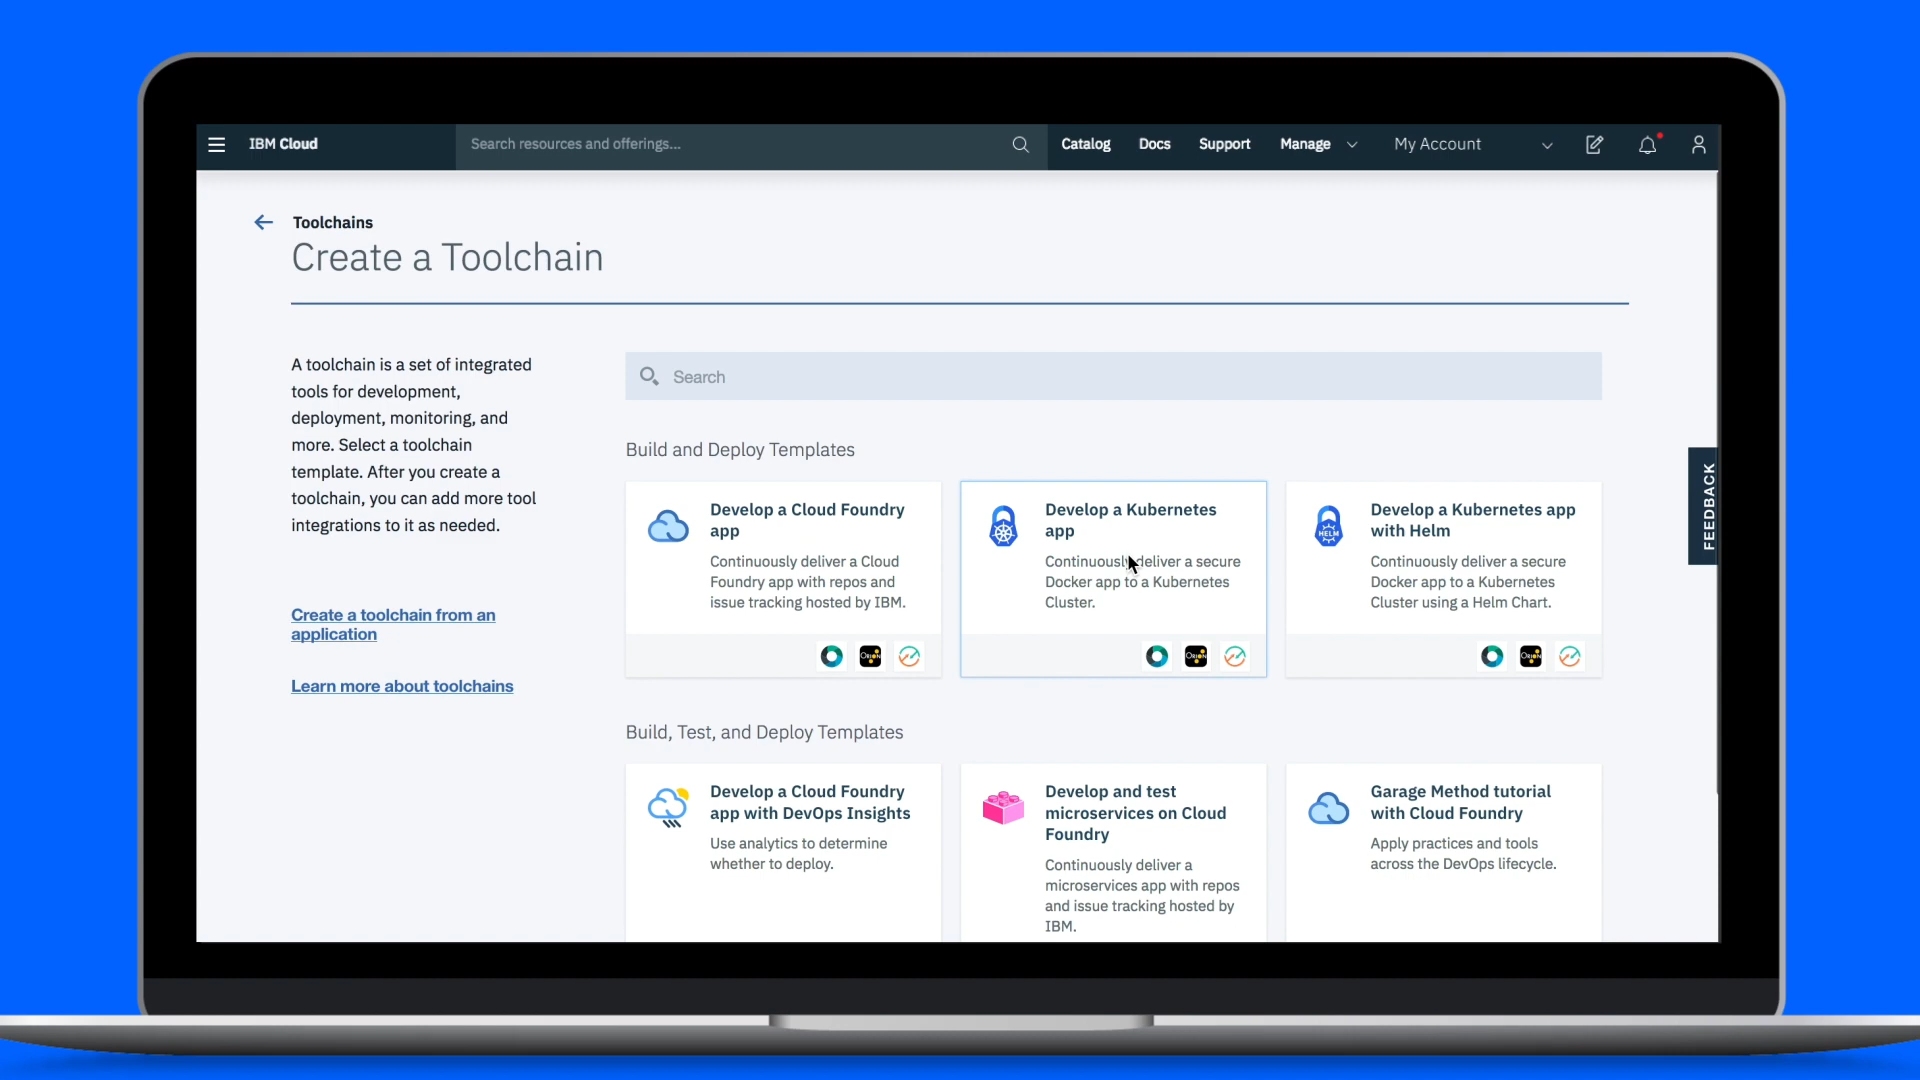 IBM Cloud
Search resources and offerings...
Catalog
Docs
Support
Manage
My Account
Toolchains
Create a Toolchain
A toolchain is a set of integrated
tools for development,
deployment, monitoring, and
more. Select a toolchain
template. After you create a
toolchain, you can add more tool
integrations to it as needed.
Create a toolchain from an
application
Learn more about toolchains
Search
Build and Deploy Templates
Develop a Cloud Foundry
app
Continuously deliver a Cloud
Foundry app with repos and
issue tracking hosted by IBM.
ORION
Develop a Kubernetes
app
Continuously deliver a secure
Docker app to a Kubernetes
Cluster.
ORION
HELM
Develop a Kubernetes app
with Helm
Continuously deliver a secure
Docker app to a Kubernetes
Cluster using a Helm Chart.
ORION
FEEDBACK
Build, Test, and Deploy Templates
Develop a Cloud Foundry
app with DevOps Insights
Use analytics to determine
whether to deploy.
Develop and test
microservices on Cloud
Foundry
Continuously deliver a
microservices app with repos
and issue tracking hosted by
IBM.
Garage Method tutorial
with Cloud Foundry
Apply practices and tools
across the DevOps lifecycle.